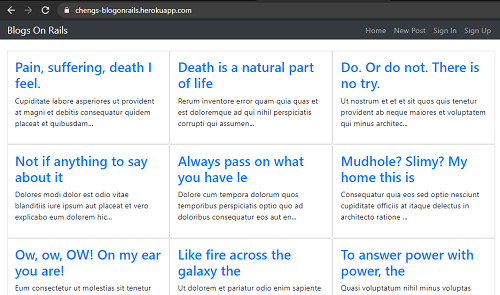 chengs-blogonrails.herokuapp.com
Blogs On Rails
Home New Post Sign In Sign Up
Pain, suffering, death I
feel.
Cupiditate labore asperiores ut provident
at magni et debitis consequatur quidem
placeat et quibusdam...
Death is a natural part
of life
Rerum inventore error quam quia quas et
est doloremque ad qui nihil perspiciatis
corrupti qui assumen...
Do. Or do not. There is
no try.
Ut nostrum et et et sit quos quis tenetur
provident ab neque maiores et voluptatem
qui minus architec...
Not if anything to say
about it
Dolores modi dolor est odio vitae
blanditiis iure ipsum aut placeat et vero
explicabo eum dolorem hic...
Always pass on what
you have le
Dolore cum tempora dolorum quos
temporibus perspiciatis optio quo ad
doloribus consequatur eos aut en...
Mudhole? Slimy? My
home this is
Consequatur quia eos sed optio nesciunt
cupiditate officiis at itaque delectus in
architecto ratione ...
Ow, ow, OW! On my ear
you are!
Eum consectetur ut molestias sit tenetur
Like fire across the
galaxy the
Ut dolorem et pariatur odio enim sapiente
To answer power with
power, the
Quasi voluptatum nihil minus voluptas